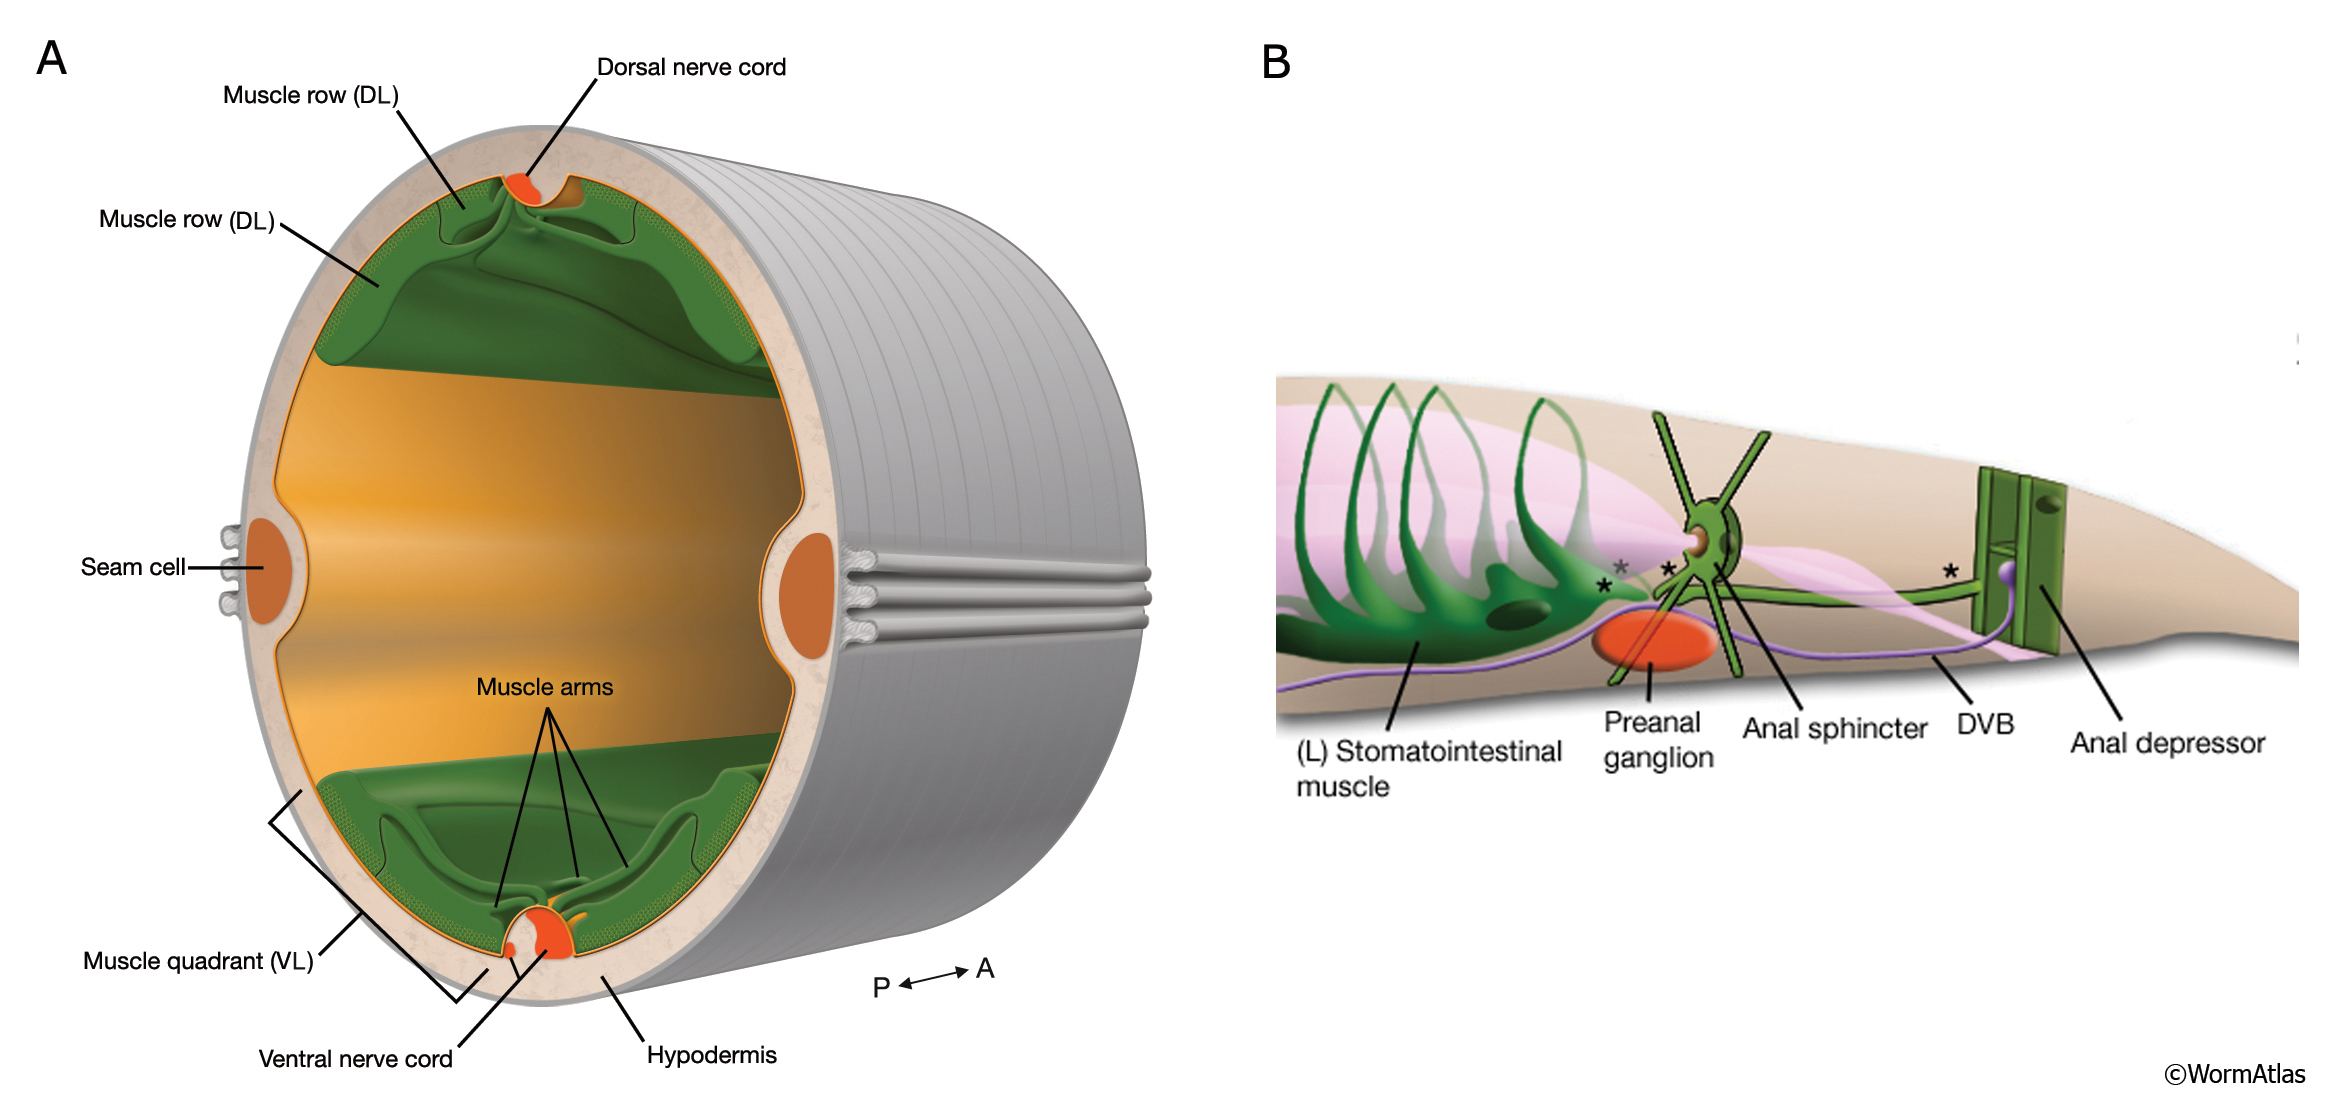 A
Dorsal nerve cord
Muscle row (DL)
Muscle row (DL)
Seam cell
Muscle arms
Muscle quadrant (VL)
P
A
Ventral nerve cord
Hypodermis
B
*
*
*
*
(L) Stomatointestinal
muscle
Preanal
ganglion
Anal sphincter
DVB
Anal depressor
©WormAtlas